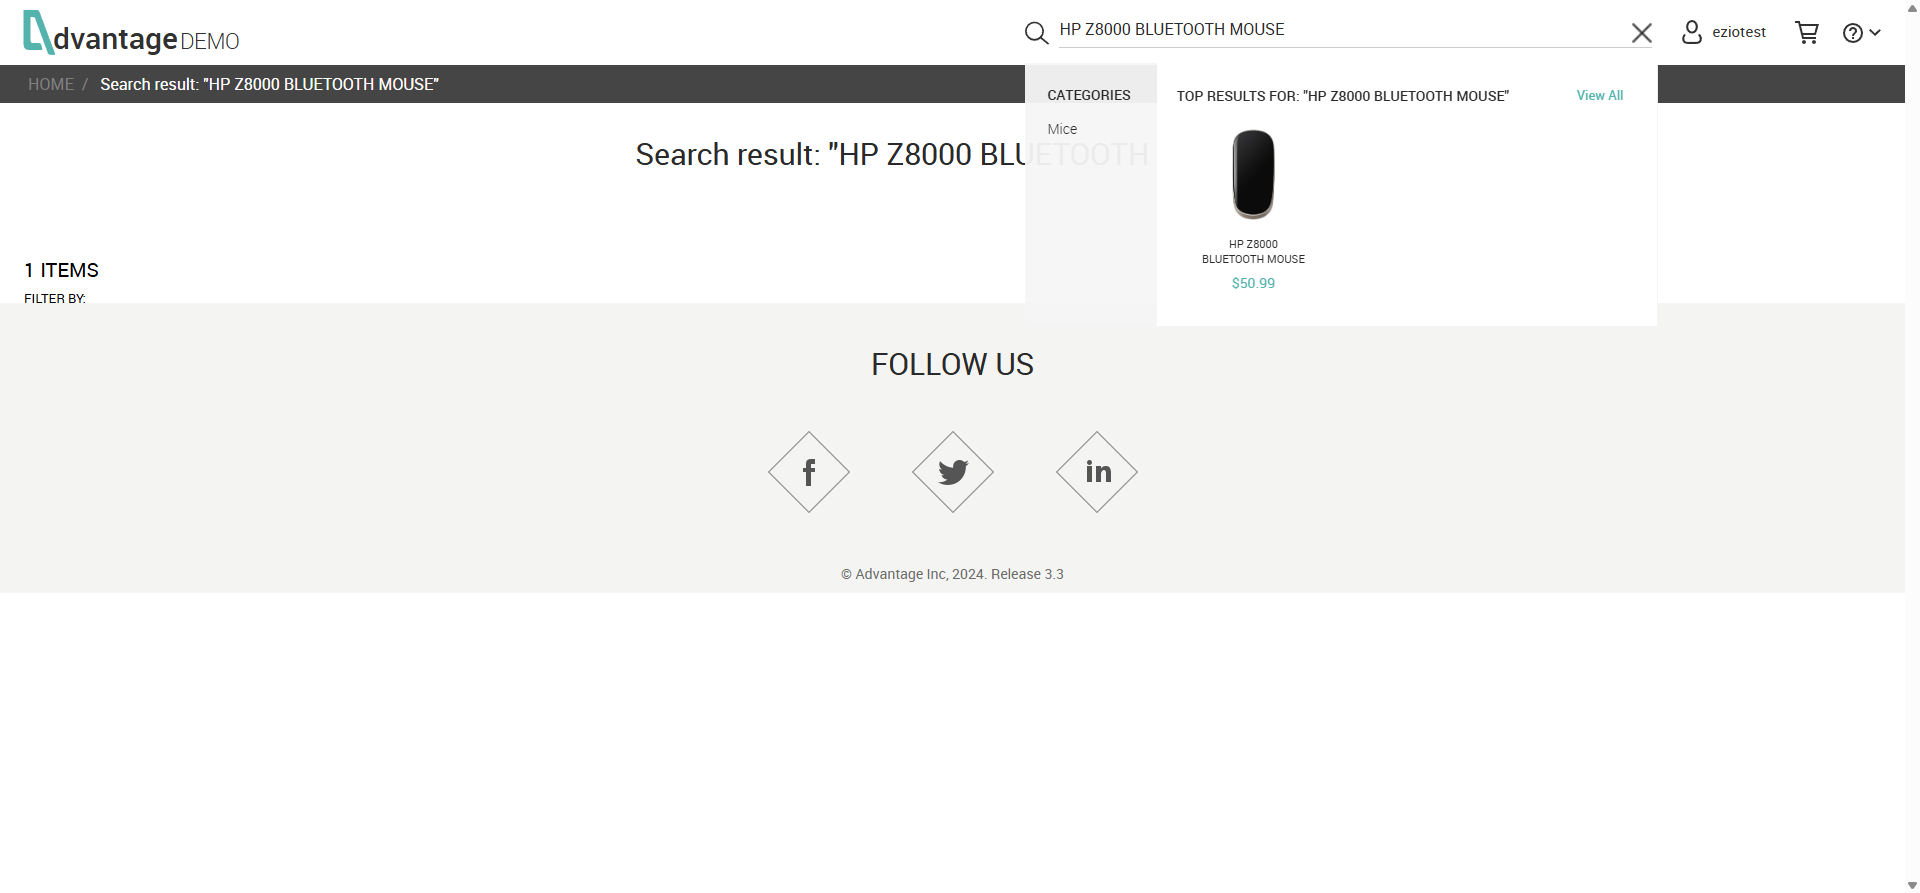 dvantage DEMO
HP Z8000 BLUETOOTH MOUSE
eziotest
HOME / Search result: "HP Z8000 BLUETOOTH MOUSE"
CATEGORIES
Mice
TOP RESULTS FOR: "HP Z8000 BLUETOOTH MOUSE"
View All
HP Z8000
BLUETOOTH MOUSE
$50.99
Search result: "HP Z8000 BLUETOOTH
1 ITEMS
FILTER BY:
FOLLOW US
f
in
© Advantage Inc, 2024. Release 3.3